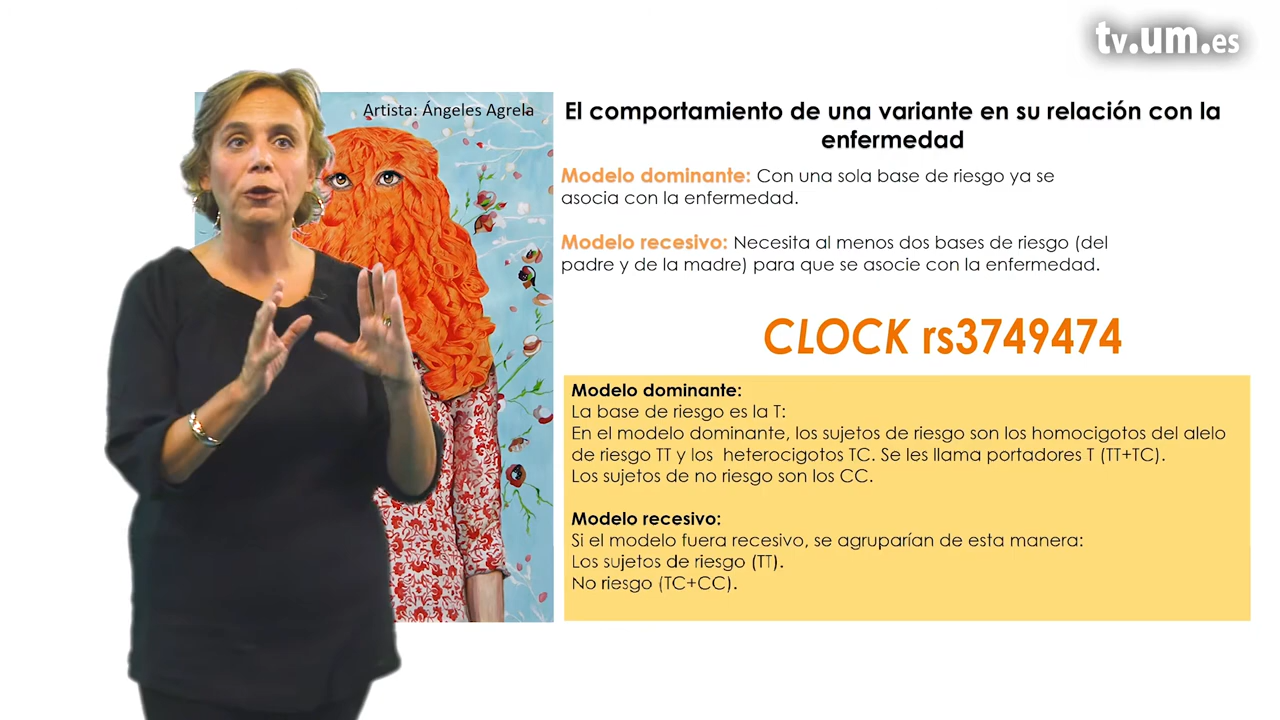 tv.um.es
Artista: Ángeles Agrela
El comportamiento de una variante en su relación con la
enfermedad
Modelo dominante: Con una sola base de riesgo ya se
asocia con la enfermedad.
Modelo recesivo: Necesita al menos dos bases de riesgo (del
padre y de la madre) para que se asocie con la enfermedad.
CLOCK rs3749474
Modelo dominante:
La base de riesgo es la T:
En el modelo dominante, los sujetos de riesgo son los homocigotos del alelo
de riesgo TT y los heterocigotos TC. Se les llama portadores T (TT+TC).
Los sujetos de no riesgo son los CC.
Modelo recesivo:
Si el modelo fuera recesivo, se agruparían de esta manera:
Los sujetos de riesgo (TT).
No riesgo (TC+CC).